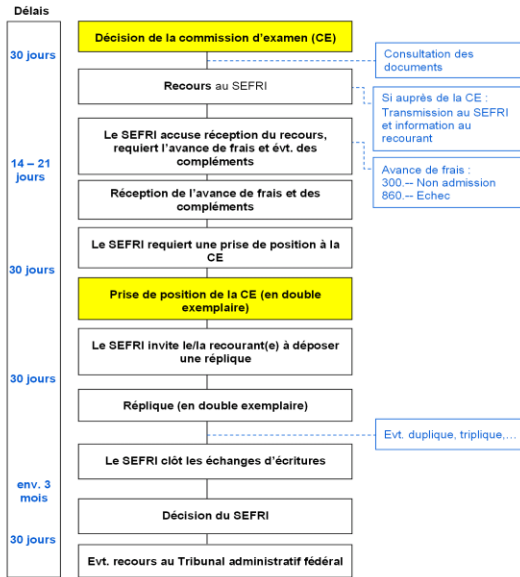 Délais
Décision de la commission d'examen (CE)
30 jours
Consultation des
documents
Recours au SEFRI
Si auprès de la CE :
Transmission au SEFRI
et information au
recourant
Le SEFRI accuse réception du recours,
requiert l'avance de frais et évt. des
compléments
14 – 21
jours
Avance de frais :
300.-- Non admission
860.-- Echec
Réception de l'avance de frais et des
compléments
Le SEFRI requiert une prise de position à la
CE
30 jours
Prise de position de la CE (en double
exemplaire)
Le SEFRI invite le/la recourant(e) à déposer
une réplique
30 jours
Réplique (en double exemplaire)
Evt. duplique, triplique,...
Le SEFRI clôt les échanges d'écritures
env. 3
mois
Décision du SEFRI
30 jours
Evt. recours au Tribunal administratif fédéral